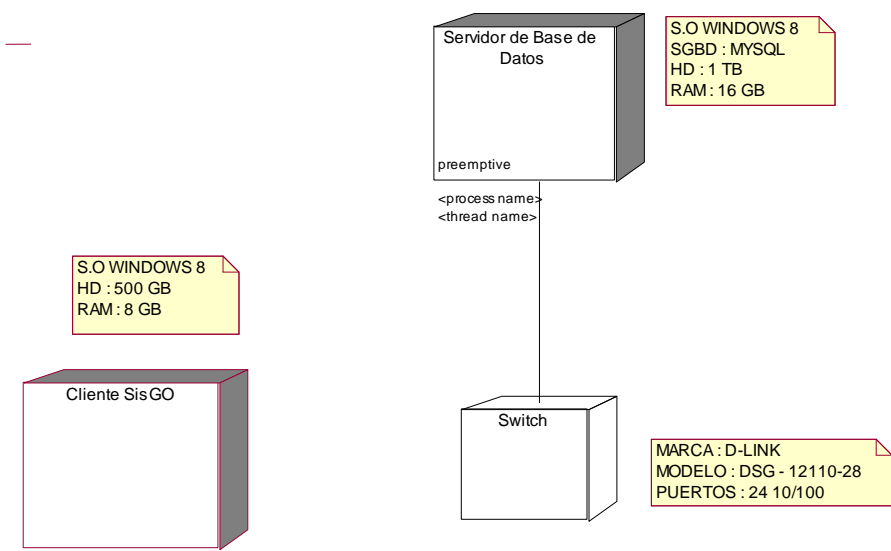 Servidor de Base de
Datos
preemptive
<process name>
<thread name>
S.O WINDOWS 8
SGBD : MYSQL
HD : 1 TB
RAM : 16 GB
S.O WINDOWS 8
HD : 500 GB
RAM : 8 GB
Cliente SisGO
Switch
MARCA : D-LINK
MODELO : DSG - 12110-28
PUERTOS : 24 10/100